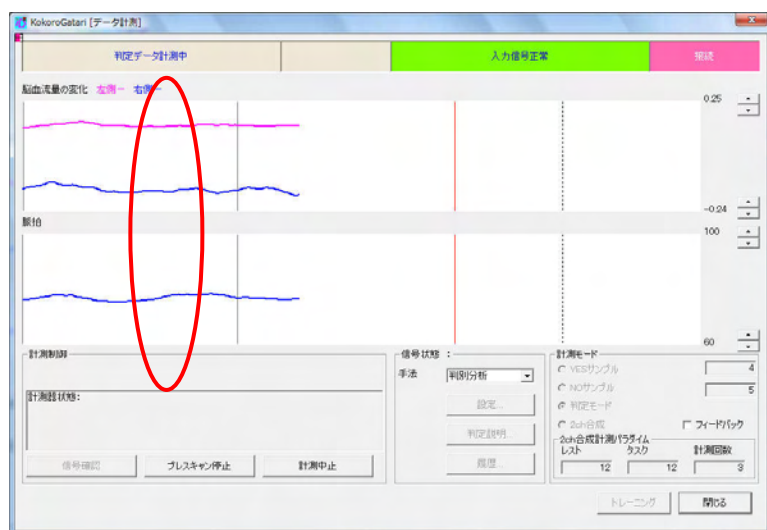 KokoroGatari [データ計測]
判定データ計測中 入力信号正常 接続
脳血流量の変化 左側ー 右側ー
0.25
-0.24
脈拍
100
60
計測制御 信号状態 : 計測モード
手法 判別分析 YESサンプル 4
計測器状態: NOサンプル 5
設定... 判定モード
判定説明... 2ch合成 フィードバック
2ch合成計測パラダイム
レスト タスク 計測回数
信号確認 プレスキャン停止 計測中止 履歴... 12 12 3
トレーニング 閉じる